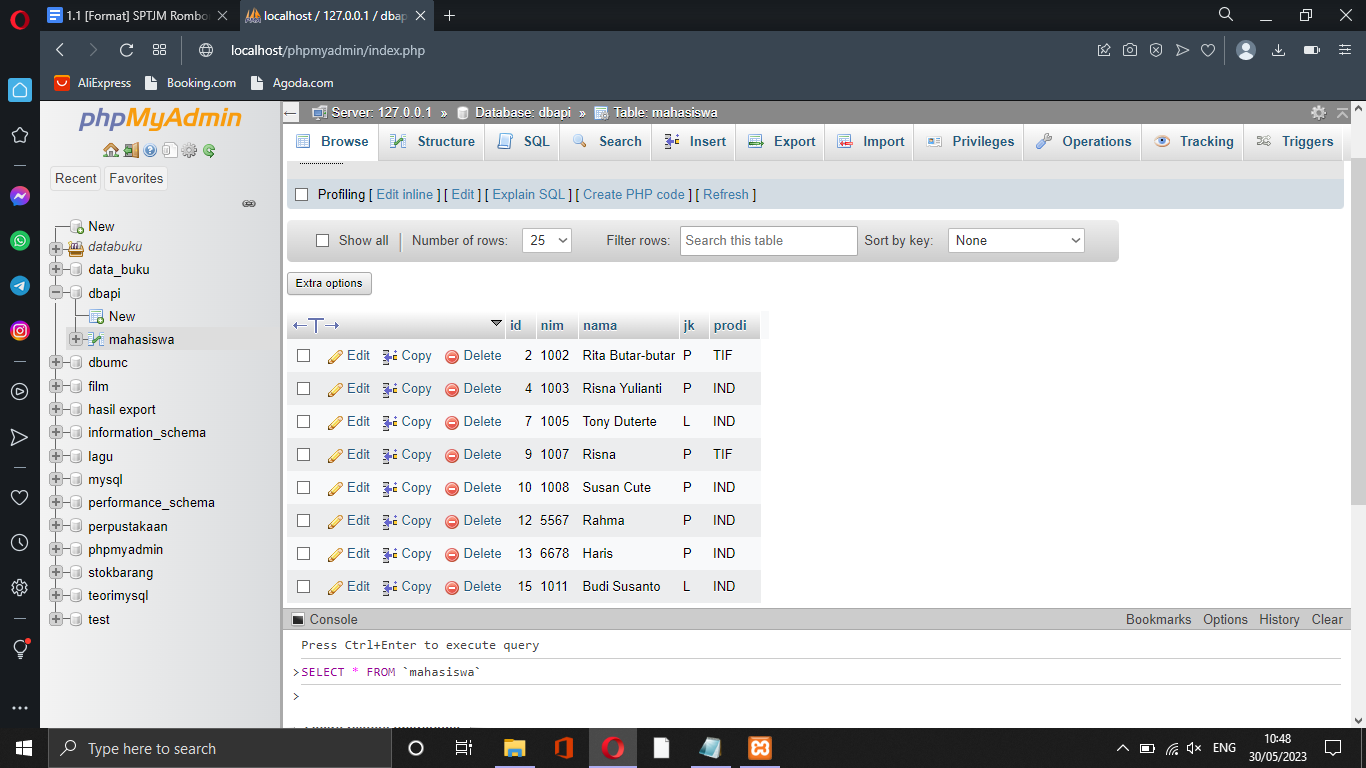 1.1 [Format] SPTJM Rombo
localhost / 127.0.0.1 / dbap
localhost/phpmyadmin/index.php
AliExpress
Booking.com
Agoda.com
phpMyAdmin
Recent
Favorites
New
databuku
data_buku
dbapi
New
mahasiswa
dbumc
film
hasil export
information_schema
lagu
mysql
performance_schema
perpustakaan
phpmyadmin
stokbarang
teorimysql
test
Server: 127.0.0.1 » Database: dbapi » Table: mahasiswa
Browse Structure SQL Search Insert Export Import Privileges Operations Tracking Triggers
Profiling [ Edit inline ] [ Edit ] [ Explain SQL ] [ Create PHP code ] [ Refresh ]
Show all | Number of rows: 25 Filter rows: Search this table Sort by key: None
Extra options
id nim nama jk prodi
Edit Copy Delete 2 1002 Rita Butar-butar P TIF
Edit Copy Delete 4 1003 Risna Yulianti P IND
Edit Copy Delete 7 1005 Tony Duterte L IND
Edit Copy Delete 9 1007 Risna P TIF
Edit Copy Delete 10 1008 Susan Cute P IND
Edit Copy Delete 12 5567 Rahma P IND
Edit Copy Delete 13 6678 Haris P IND
Edit Copy Delete 15 1011 Budi Susanto L IND
Console Bookmarks Options History Clear
Press Ctrl+Enter to execute query
>SELECT * FROM `mahasiswa`
>
Type here to search
ENG
10:48
30/05/2023